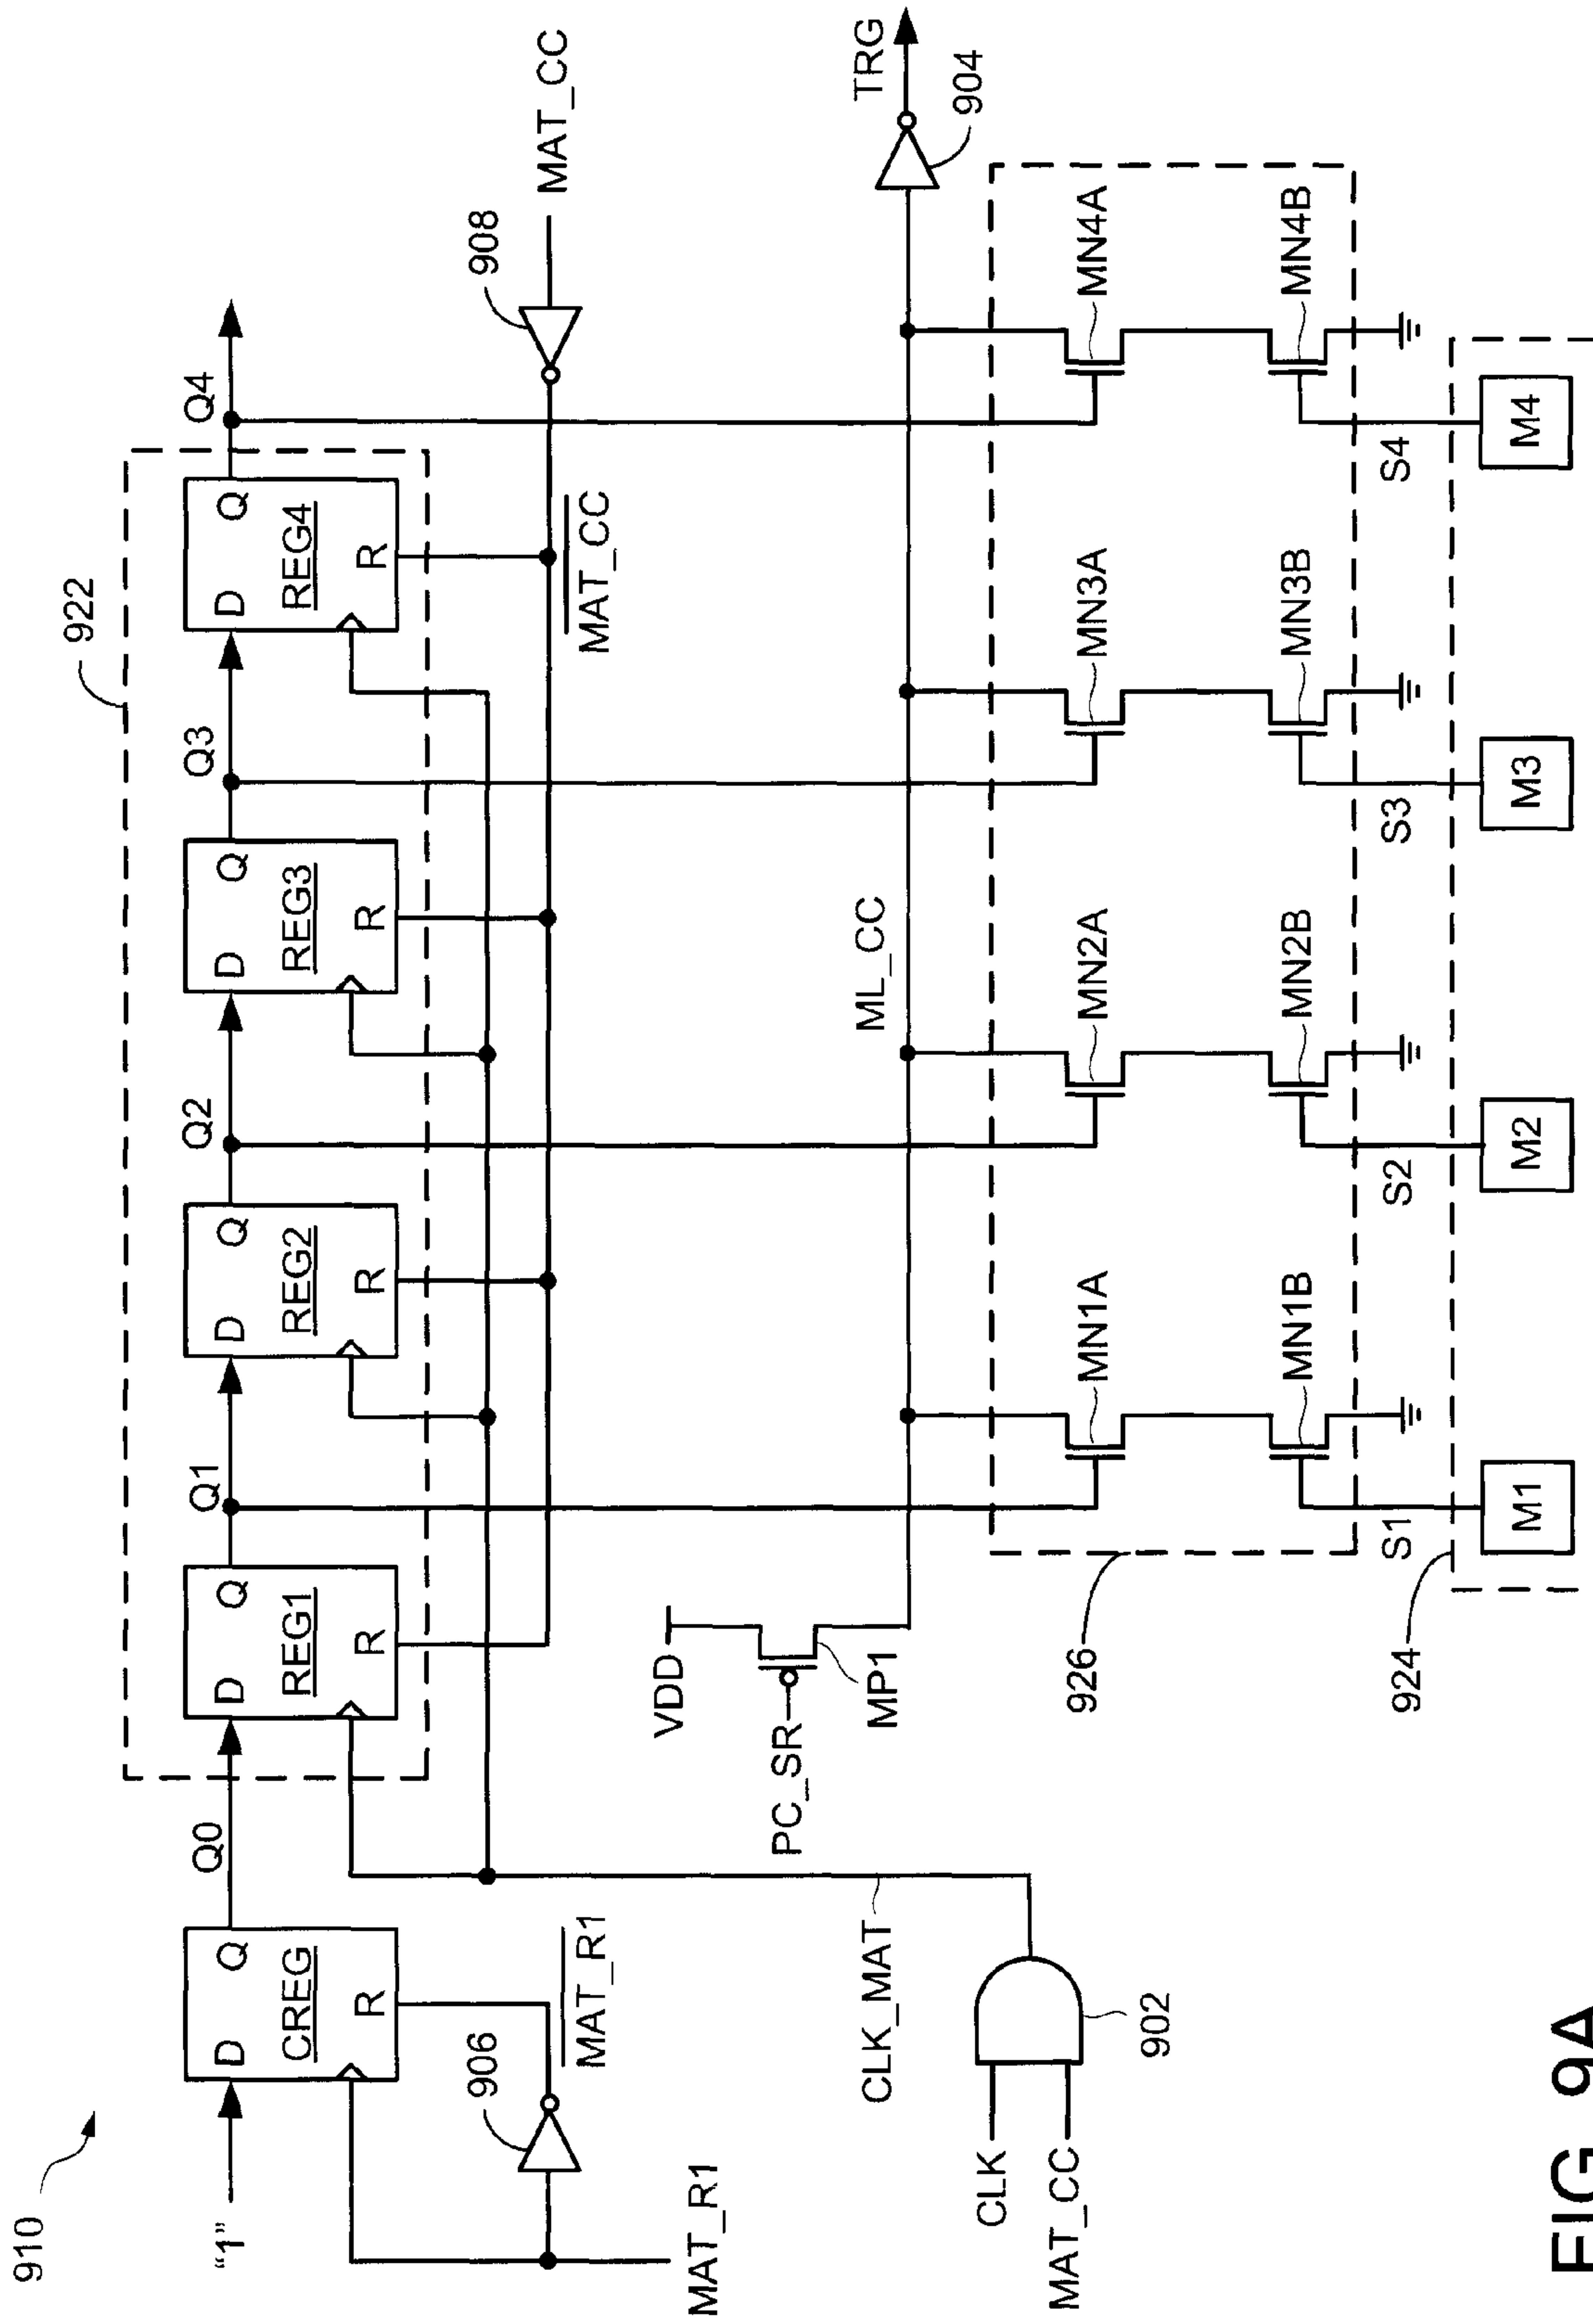 910
922
"1"
D
Q
CREG
R
Q0
D
Q
REG1
R
Q1
D
Q
REG2
R
Q2
D
Q
REG3
R
Q3
D
Q
REG4
R
Q4
906
MAT_R1
MAT_R1
908
MAT_CC
MAT_CC
CLK_MAT
CLK
MAT_CC
902
VDD
PC_SR
MP1
ML_CC
TRG
904
926
MN1A
MN2A
MN3A
MN4A
MN1B
MN2B
MN3B
MN4B
S1
S2
S3
S4
924
M1
M2
M3
M4
FIG. 9A